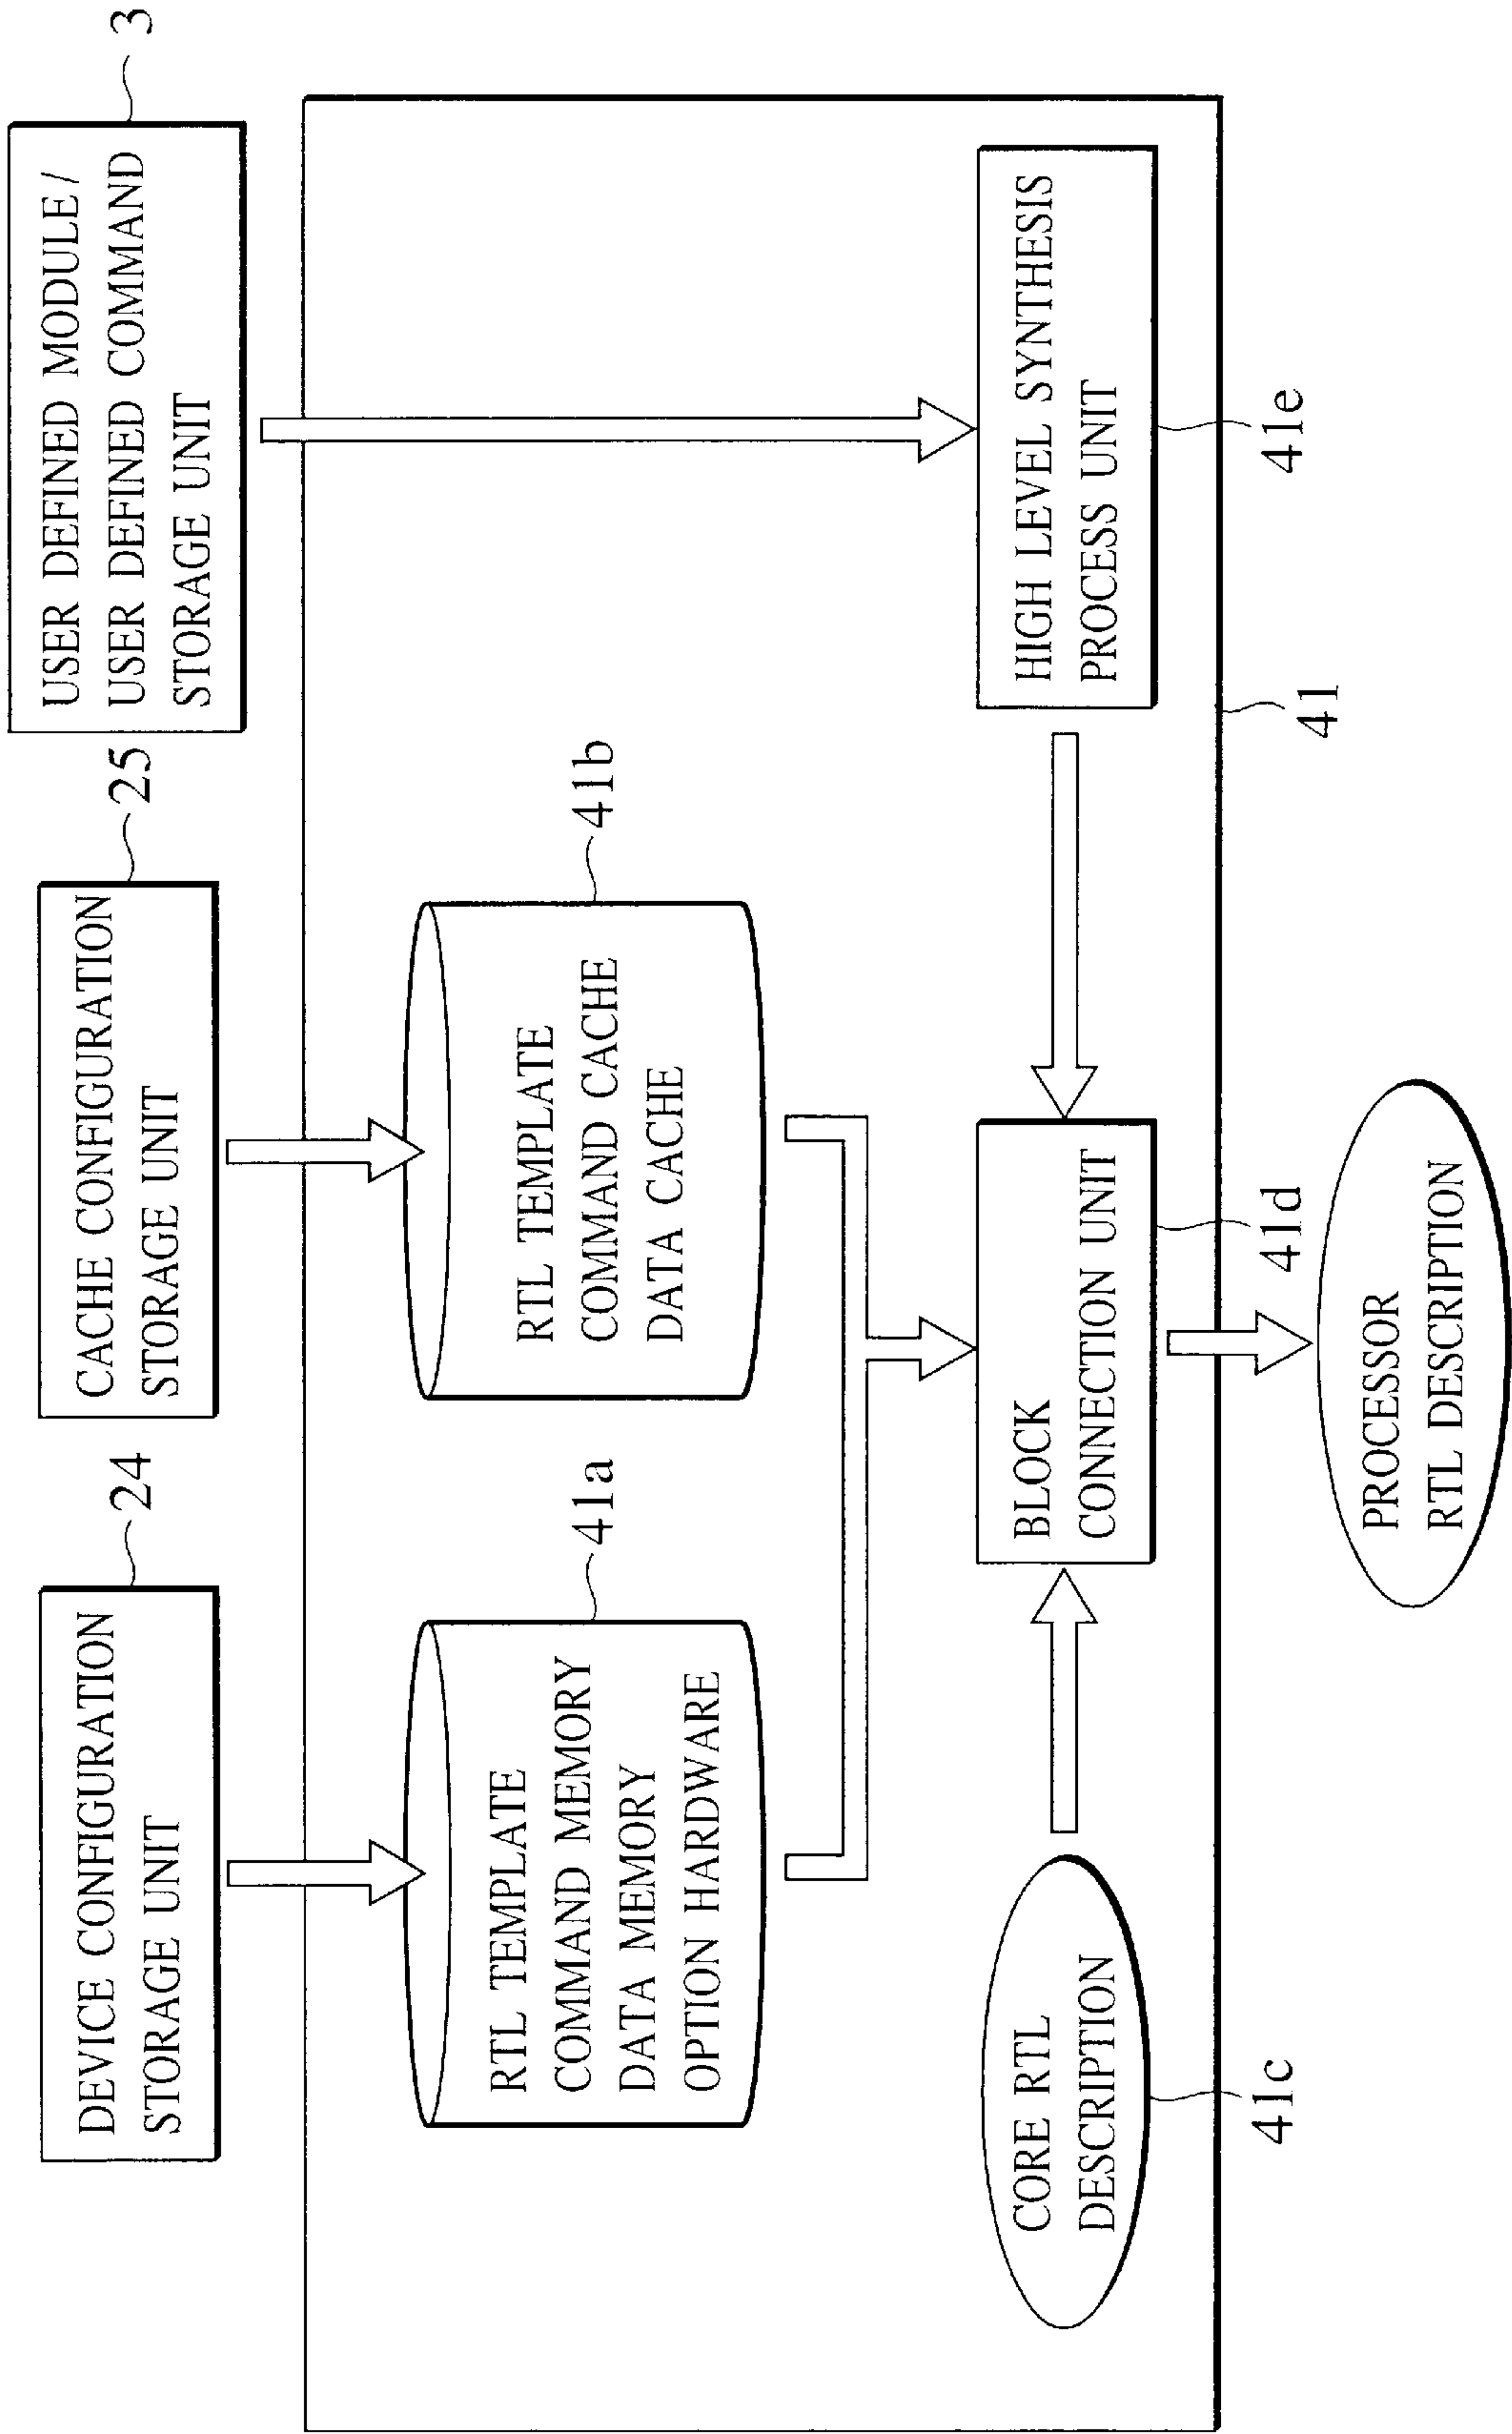 DEVICE CONFIGURATION
STORAGE UNIT
24
CACHE CONFIGURATION
STORAGE UNIT
25
USER DEFINED MODULE/
USER DEFINED COMMAND
STORAGE UNIT
3
RTL TEMPLATE
COMMAND MEMORY
DATA MEMORY
OPTION HARDWARE
41a
RTL TEMPLATE
COMMAND CACHE
DATA CACHE
41b
CORE RTL
DESCRIPTION
41c
BLOCK
CONNECTION UNIT
41d
HIGH LEVEL SYNTHESIS
PROCESS UNIT
41e
41
PROCESSOR
RTL DESCRIPTION